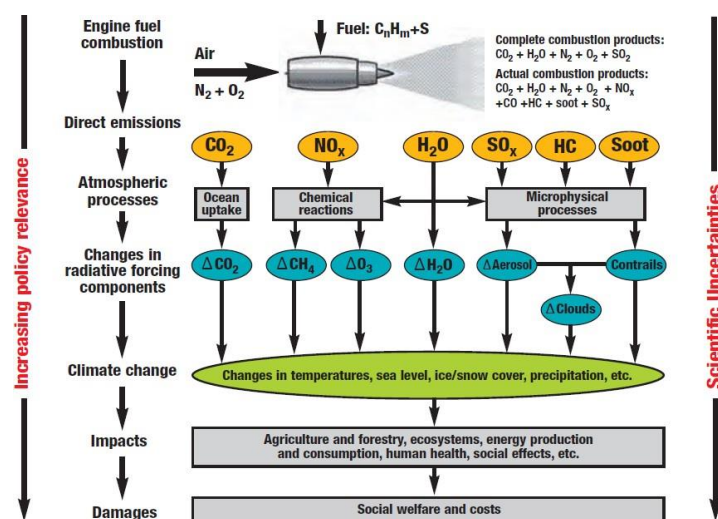 Engine fuel
combustion
Fuel: CₙHₘ+S
Air
N₂ + O₂
Complete combustion products:
CO₂ + H₂O + N₂ + O₂ + SO₂
Actual combustion products:
CO₂ + H₂O + N₂ + O₂ + NOₓ
+CO +HC + soot + SOₓ
Direct emissions
CO₂
NOₓ
H₂O
SOₓ
HC
Soot
Atmospheric
processes
Ocean
uptake
Chemical
reactions
Microphysical
processes
Changes in
radiative forcing
components
ΔCO₂
ΔCH₄
ΔO₃
ΔH₂O
ΔAerosol
Contrails
ΔClouds
Climate change
Changes in temperatures, sea level, ice/snow cover, precipitation, etc.
Impacts
Agriculture and forestry, ecosystems, energy production
and consumption, human health, social effects, etc.
Damages
Social welfare and costs
Increasing policy relevance
Scientific Uncertainties